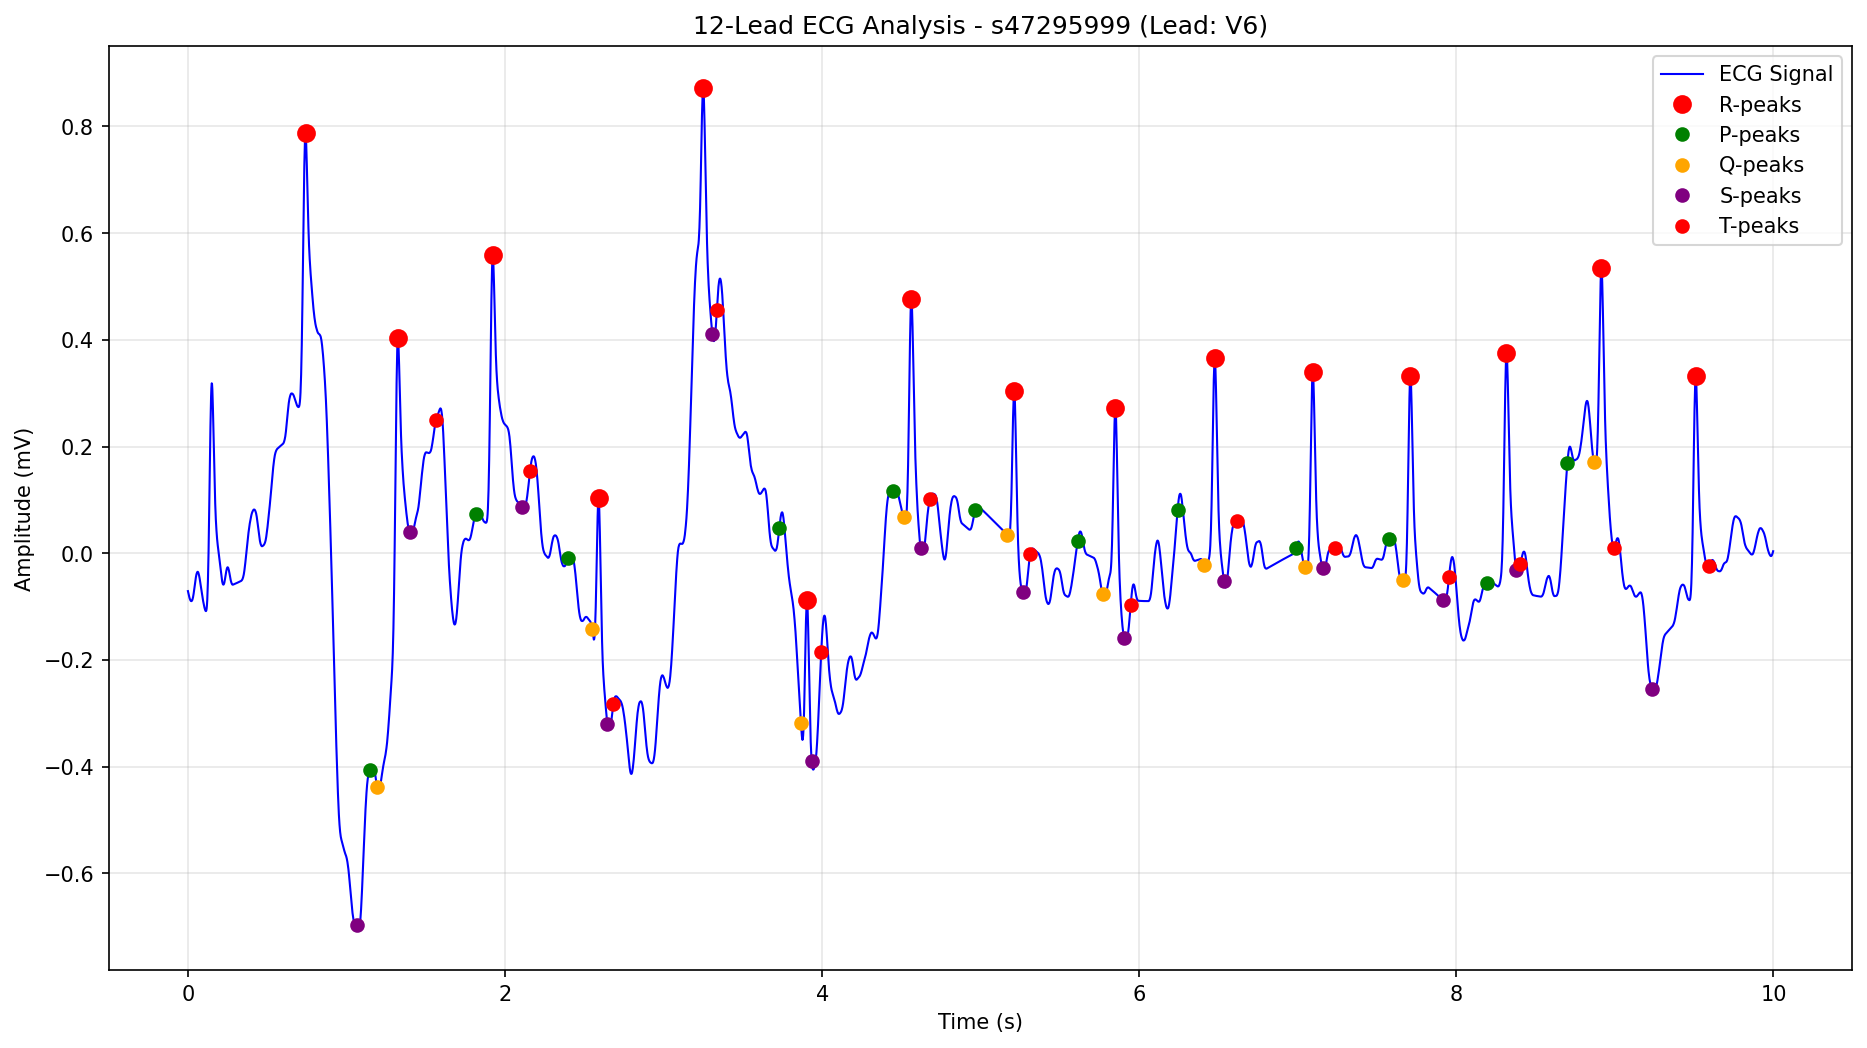 12-Lead ECG Analysis - s47295999 (Lead: V6)
ECG Signal
R-peaks
P-peaks
Q-peaks
S-peaks
T-peaks
Amplitude (mV)
0.8
0.6
0.4
0.2
0.0
−0.2
−0.4
−0.6
0 2 4 6 8 10
Time (s)